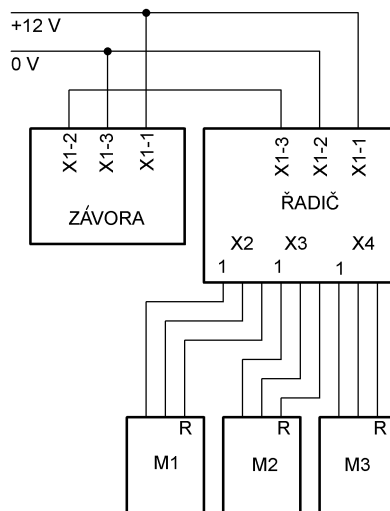 +12 V
0 V
X1-2 X1-3 X1-1
ZÁVORA
X1-3 X1-2 X1-1
ŘADIČ
X2 X3 X4
1 1 1
R R R
M1 M2 M3